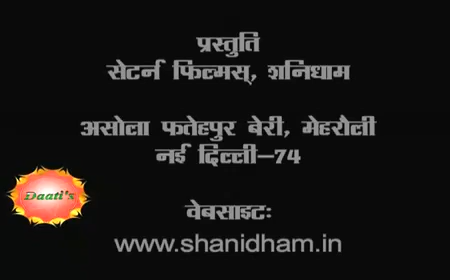 प्रस्तुति
सेटर्न फिल्मस्, शनिधाम
असोला फतेहपुर बेरी, मेहरौली
नई दिल्ली-74
Daati's
वेबसाइटः
www.shanidham.in